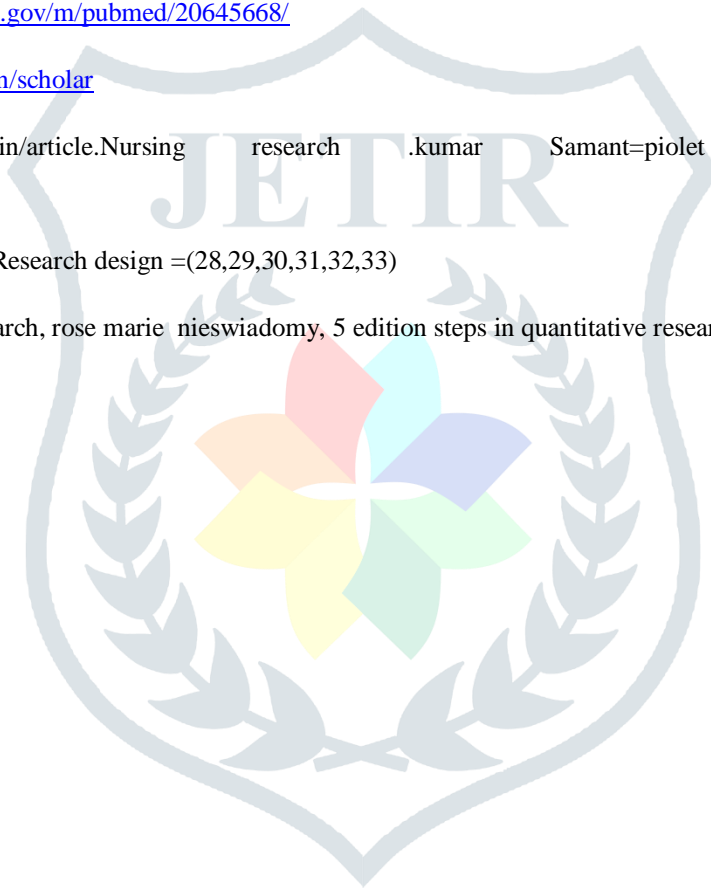 .gov/m/pubmed/20645668/
n/scholar
in/article.Nursing research .kumar Samant=piolet
JETIR
Research design =(28,29,30,31,32,33)
arch, rose marie nieswiadomy, 5 edition steps in quantitative resear